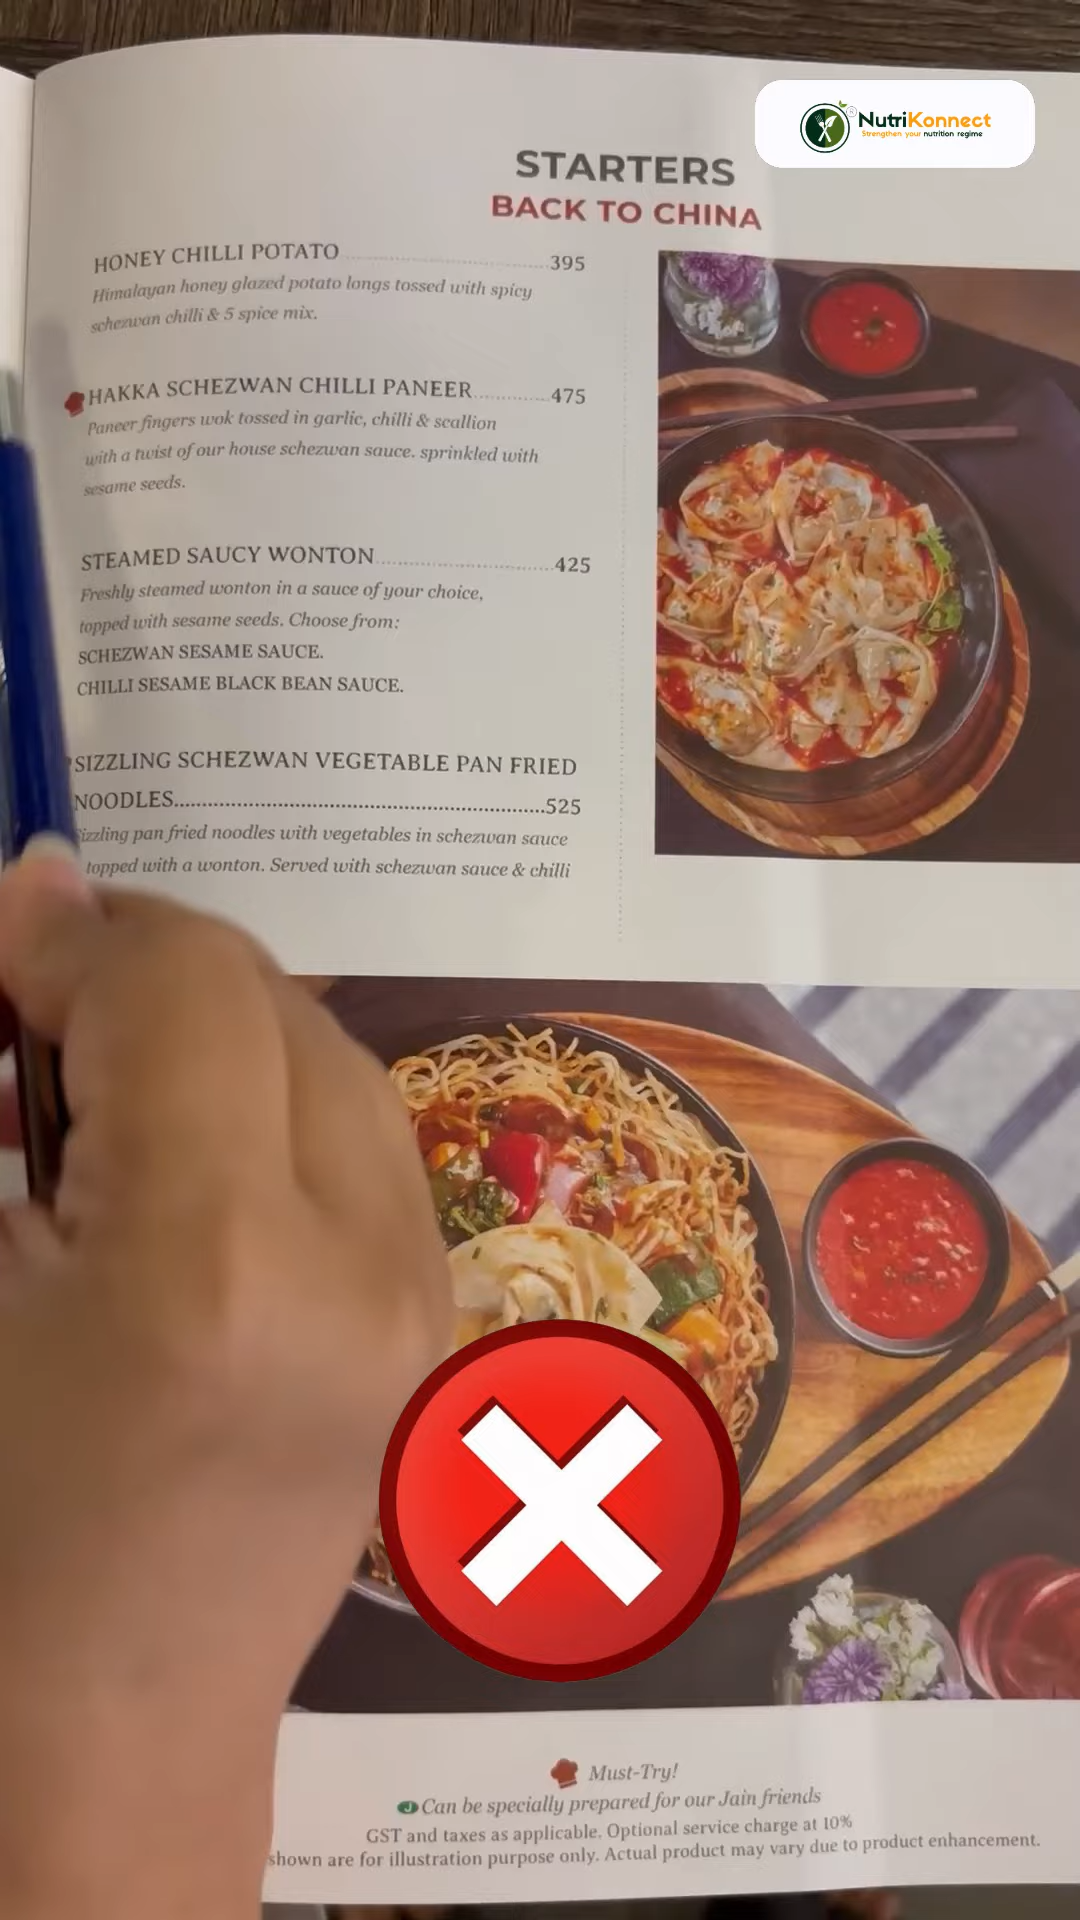 NutriKonnect
Strengthen your nutrition regime
STARTERS
BACK TO CHINA
HONEY CHILLI POTATO.....395
Himalayan honey glazed potato longs tossed with spicy
schezwan chilli & 5 spice mix.
HAKKA SCHEZWAN CHILLI PANEER.....475
Paneer fingers wok tossed in garlic, chilli & scallion
with a twist of our house schezwan sauce. sprinkled with
sesame seeds.
STEAMED SAUCY WONTON.....425
Freshly steamed wonton in a sauce of your choice,
topped with sesame seeds. Choose from:
SCHEZWAN SESAME SAUCE.
CHILLI SESAME BLACK BEAN SAUCE.
SIZZLING SCHEZWAN VEGETABLE PAN FRIED
NOODLES.....525
Sizzling pan fried noodles with vegetables in schezwan sauce
topped with a wonton. Served with schezwan sauce & chilli
Must-Try!
J Can be specially prepared for our Jain friends
GST and taxes as applicable. Optional service charge at 10%
shown are for illustration purpose only. Actual product may vary due to product enhancement.